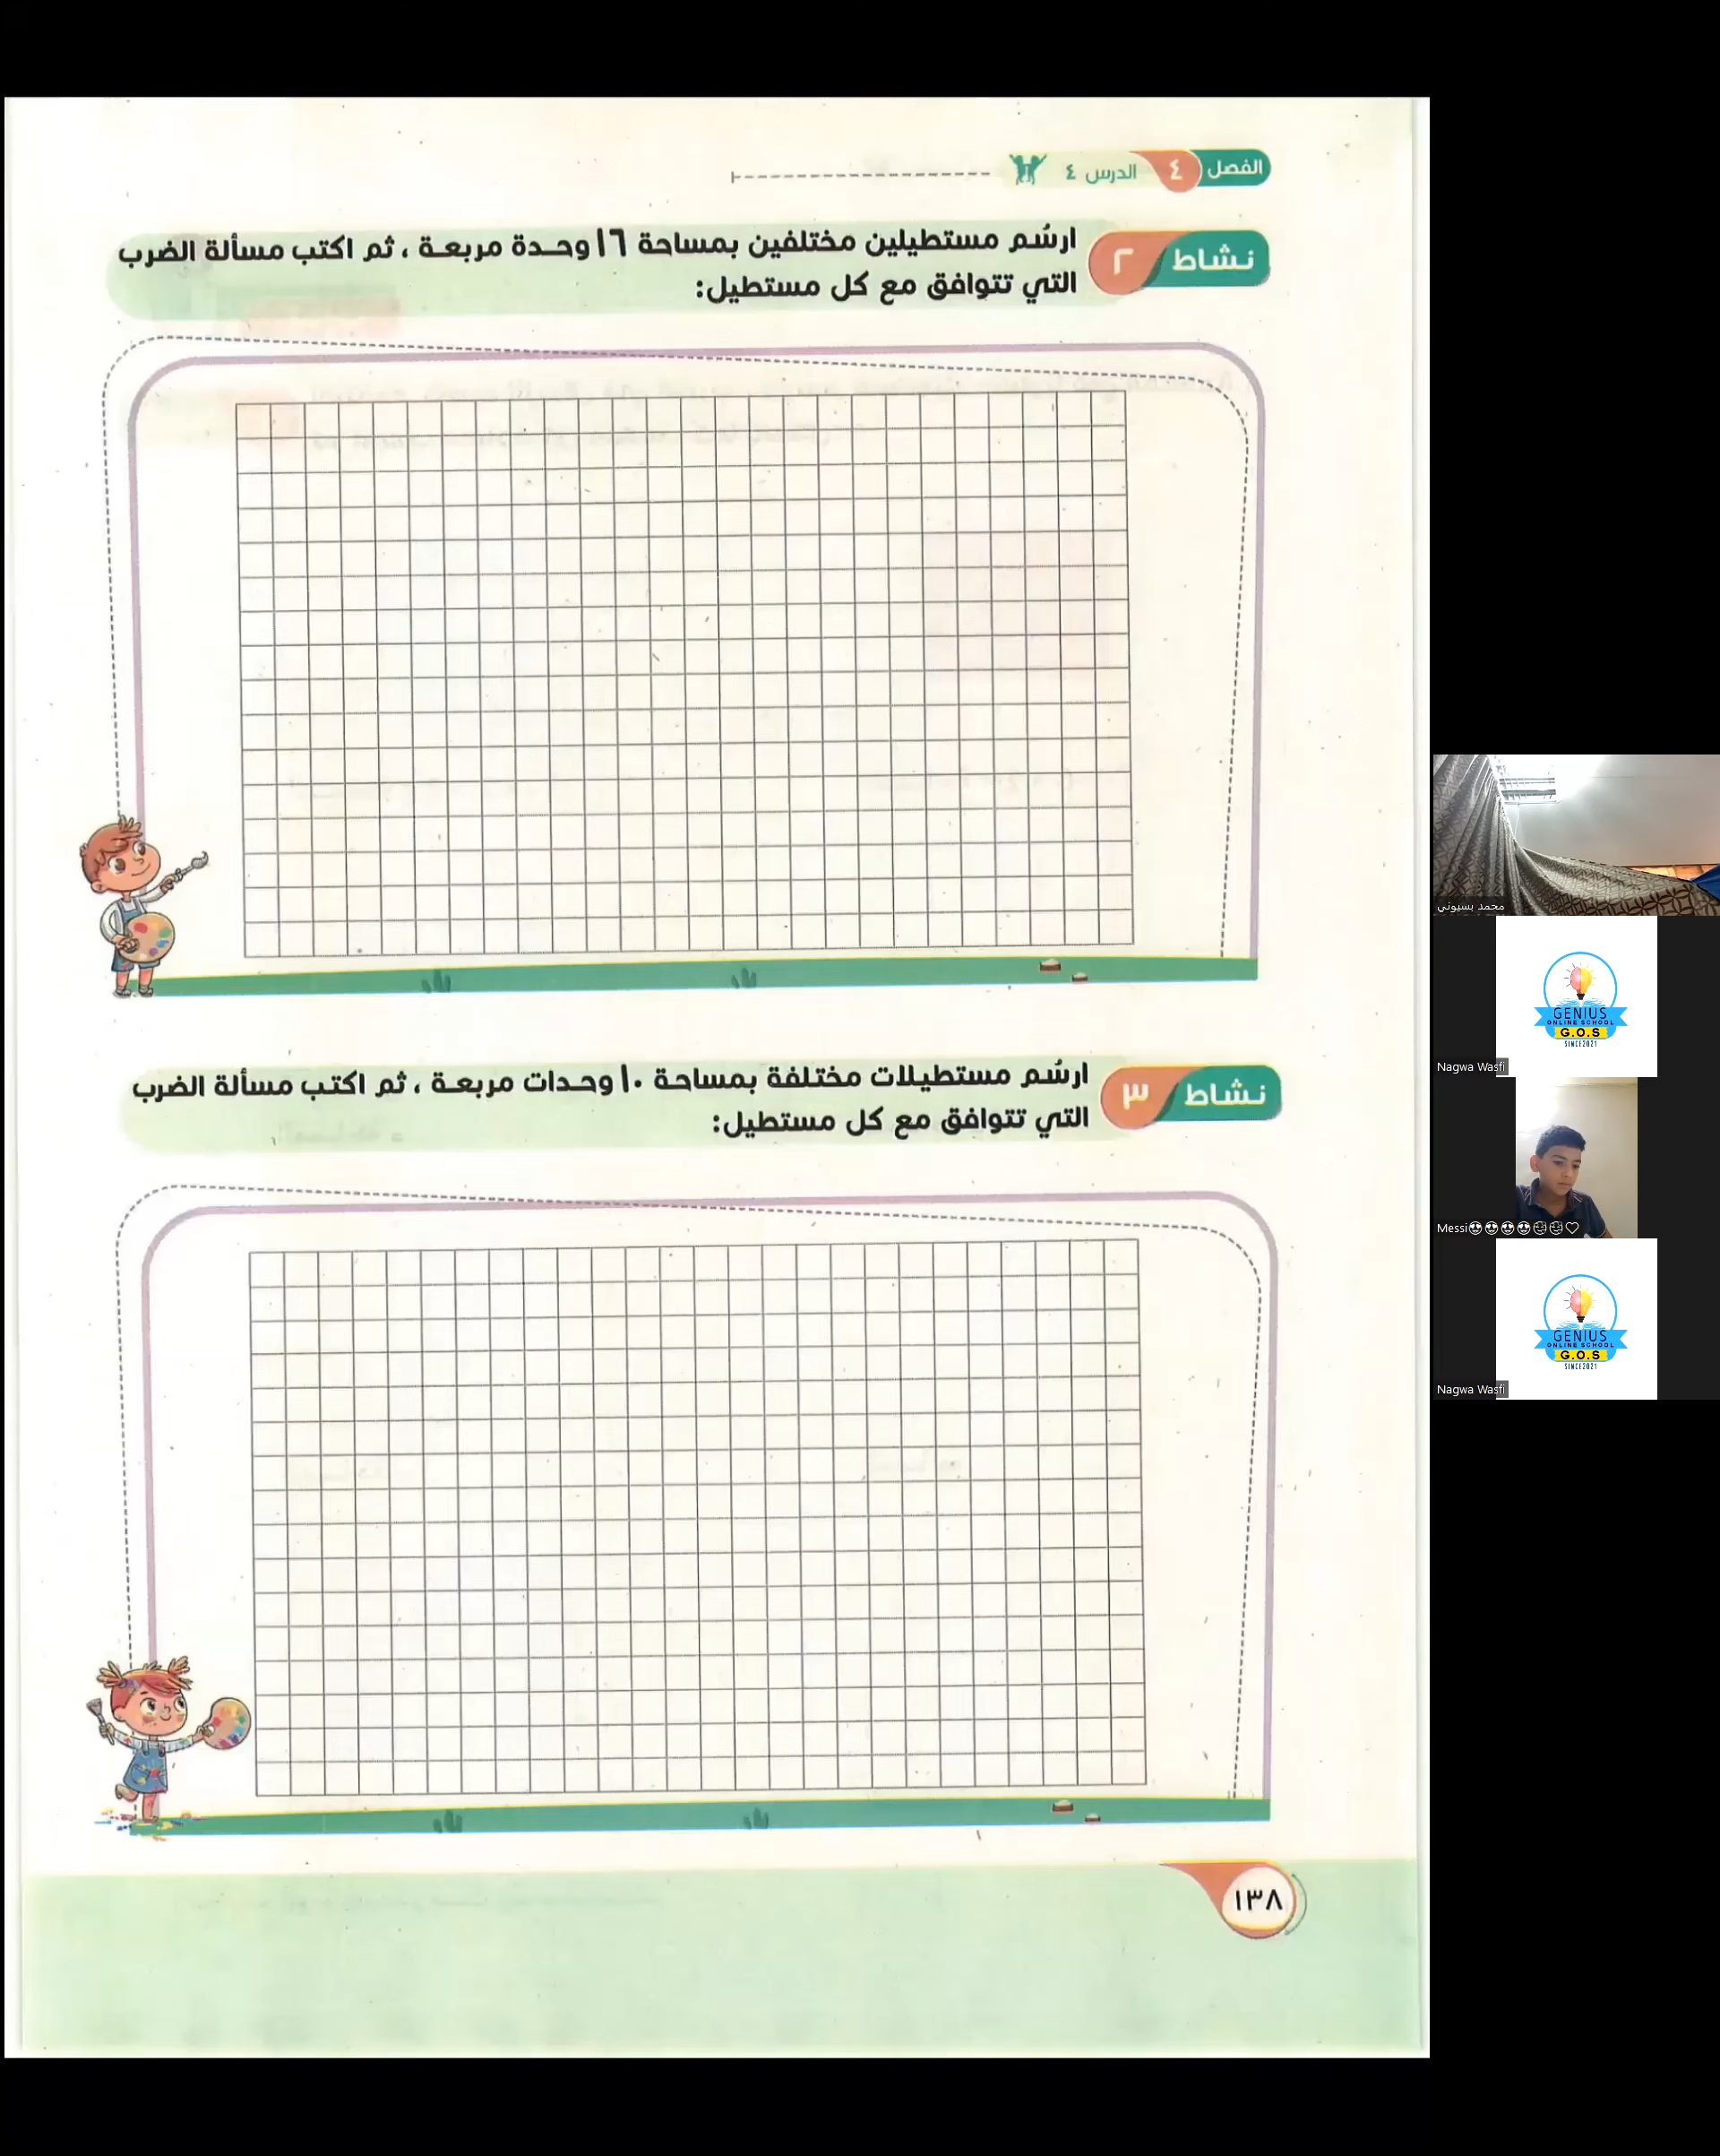 الفصل ٤ الدرس ٤
نشاط ٢ ارسُم مستطيلين مختلفين بمساحة ١٦ وحدة مربعة ، ثم اكتب مسألة الضرب
التي تتوافق مع كل مستطيل:
نشاط ٣ ارسُم مستطيلات مختلفة بمساحة ١٠ وحدات مربعة ، ثم اكتب مسألة الضرب
التي تتوافق مع كل مستطيل:
١٣٨
محمد بسيوني
GENIUS
ONLINE SCHOOL
G.O.S
SINCE 2021
Nagwa Wasfi
Messi😍😍😍😍🥰🥰♡
GENIUS
ONLINE SCHOOL
G.O.S
SINCE 2021
Nagwa Wasfi